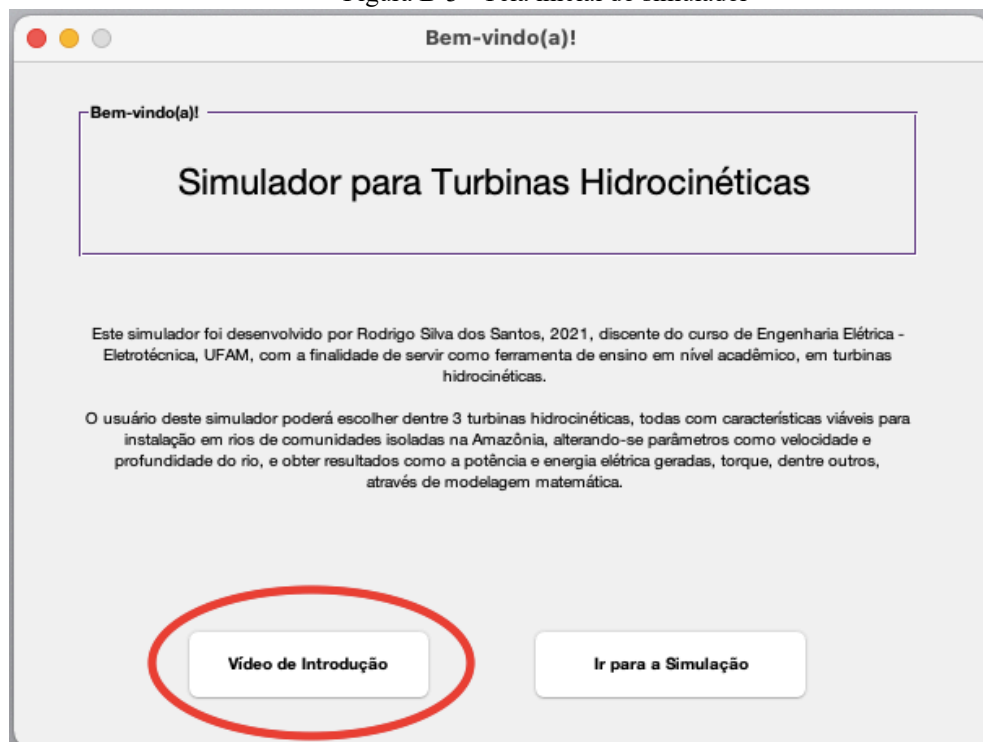 Bem-vindo(a)!
Bem-vindo(a)!
Simulador para Turbinas Hidrocinéticas
Este simulador foi desenvolvido por Rodrigo Silva dos Santos, 2021, discente do curso de Engenharia Elétrica -
Eletrotécnica, UFAM, com a finalidade de servir como ferramenta de ensino em nível acadêmico, em turbinas
hidrocinéticas.
O usuário deste simulador poderá escolher dentre 3 turbinas hidrocinéticas, todas com características viáveis para
instalação em rios de comunidades isoladas na Amazônia, alterando-se parâmetros como velocidade e
profundidade do rio, e obter resultados como a potência e energia elétrica geradas, torque, dentre outros,
através de modelagem matemática.
Vídeo de Introdução
Ir para a Simulação